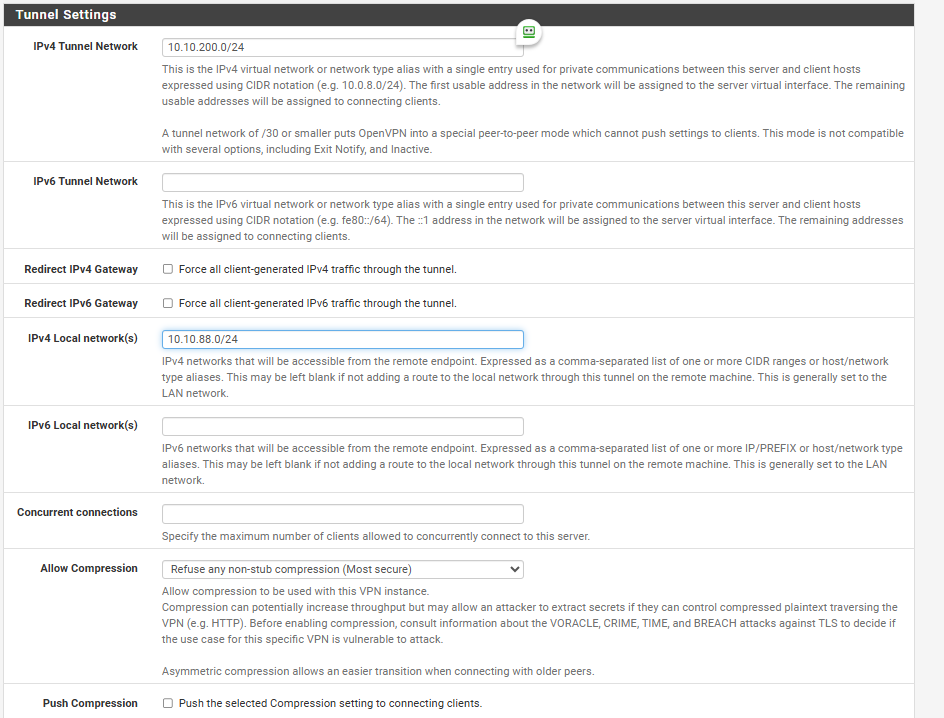 Tunnel Settings
IPv4 Tunnel Network
10.10.200.0/24
This is the IPv4 virtual network or network type alias with a single entry used for private communications between this server and client hosts
expressed using CIDR notation (e.g. 10.0.8.0/24). The first usable address in the network will be assigned to the server virtual interface. The remaining
usable addresses will be assigned to connecting clients.
A tunnel network of /30 or smaller puts OpenVPN into a special peer-to-peer mode which cannot push settings to clients. This mode is not compatible
with several options, including Exit Notify, and Inactive.
IPv6 Tunnel Network
This is the IPv6 virtual network or network type alias with a single entry used for private communications between this server and client hosts
expressed using CIDR notation (e.g. fe80::/64). The ::1 address in the network will be assigned to the server virtual interface. The remaining addresses
will be assigned to connecting clients.
Redirect IPv4 Gateway
Force all client-generated IPv4 traffic through the tunnel.
Redirect IPv6 Gateway
Force all client-generated IPv6 traffic through the tunnel.
IPv4 Local network(s)
10.10.88.0/24
IPv4 networks that will be accessible from the remote endpoint. Expressed as a comma-separated list of one or more CIDR ranges or host/network
type aliases. This may be left blank if not adding a route to the local network through this tunnel on the remote machine. This is generally set to the
LAN network.
IPv6 Local network(s)
IPv6 networks that will be accessible from the remote endpoint. Expressed as a comma-separated list of one or more IP/PREFIX or host/network type
aliases. This may be left blank if not adding a route to the local network through this tunnel on the remote machine. This is generally set to the LAN
network.
Concurrent connections
Specify the maximum number of clients allowed to concurrently connect to this server.
Allow Compression
Refuse any non-stub compression (Most secure)
Allow compression to be used with this VPN instance.
Compression can potentially increase throughput but may allow an attacker to extract secrets if they can control compressed plaintext traversing the
VPN (e.g. HTTP). Before enabling compression, consult information about the VORACLE, CRIME, TIME, and BREACH attacks against TLS to decide if
the use case for this specific VPN is vulnerable to attack.
Asymmetric compression allows an easier transition when connecting with older peers.
Push Compression
Push the selected Compression setting to connecting clients.